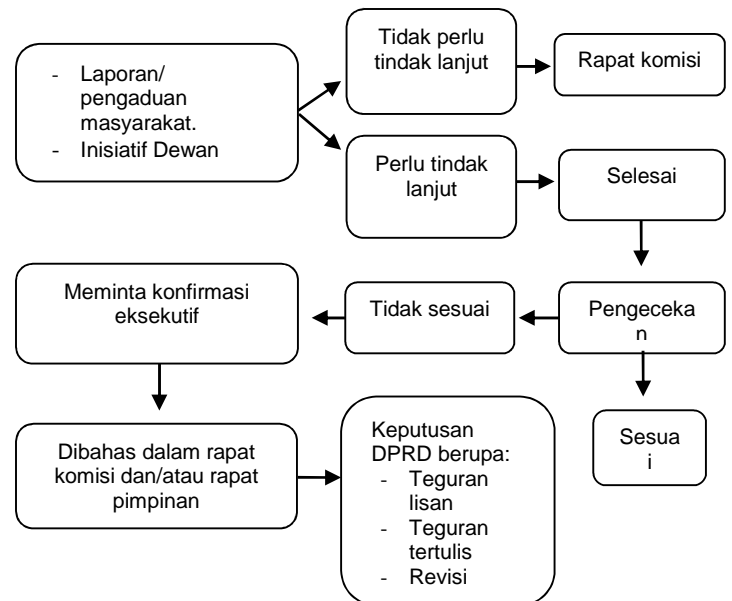 - Laporan/
pengaduan
masyarakat.
- Inisiatif Dewan
Tidak perlu
tindak lanjut
Rapat komisi
Perlu tindak
lanjut
Selesai
Meminta konfirmasi
eksekutif
Tidak sesuai
Pengeceka
n
Sesua
i
Dibahas dalam rapat
komisi dan/atau rapat
pimpinan
Keputusan
DPRD berupa:
- Teguran
lisan
- Teguran
tertulis
- Revisi